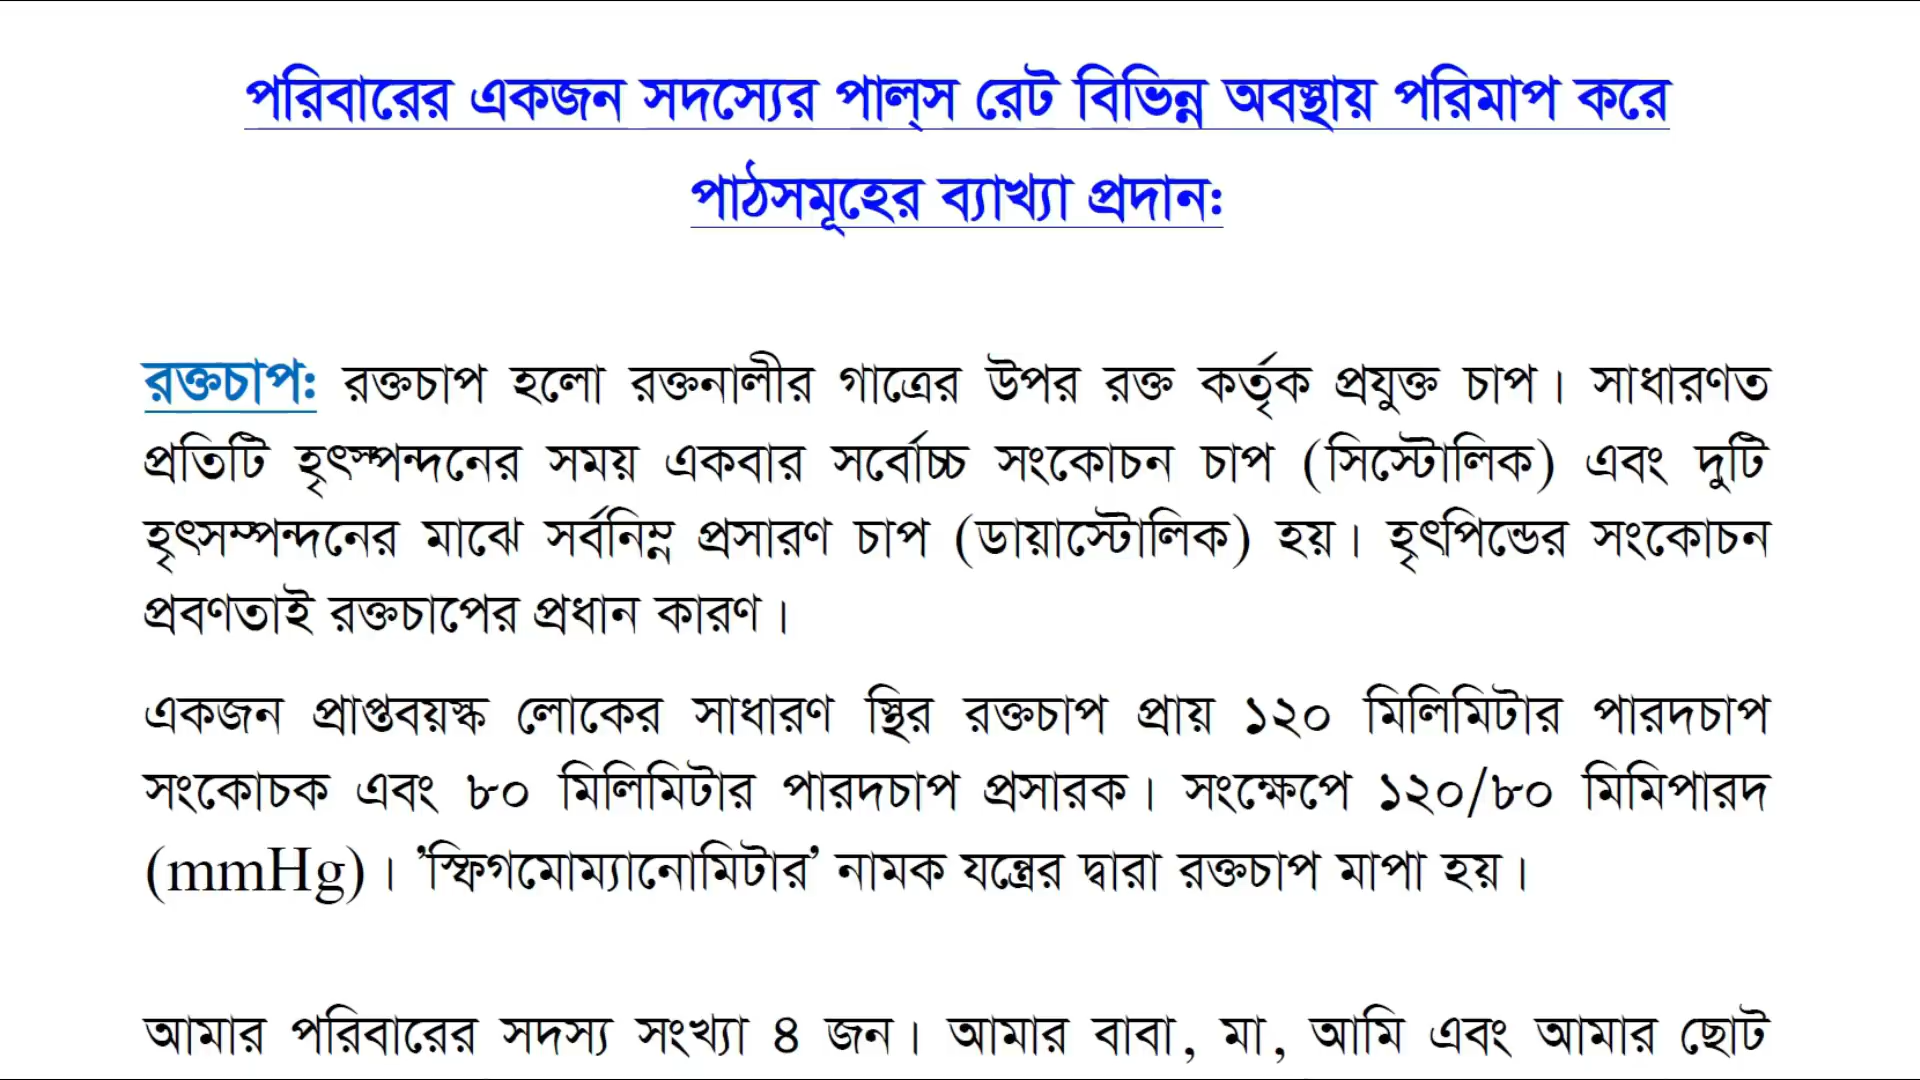 পরিবারের একজন সদস্যের পাল্‌স রেট বিভিন্ন অবস্থায় পরিমাপ করে
পাঠসমূহের ব্যাখ্যা প্রদান:
রক্তচাপ: রক্তচাপ হলো রক্তনালীর গাত্রের উপর রক্ত কর্তৃক প্রযুক্ত চাপ। সাধারণত
প্রতিটি হৃৎস্পন্দনের সময় একবার সর্বোচ্চ সংকোচন চাপ (সিস্টোলিক) এবং দুটি
হৃৎসম্পন্দনের মাঝে সর্বনিম্ন প্রসারণ চাপ (ডায়াস্টোলিক) হয়। হৃৎপিন্ডের সংকোচন
প্রবণতাই রক্তচাপের প্রধান কারণ।
একজন প্রাপ্তবয়স্ক লোকের সাধারণ স্থির রক্তচাপ প্রায় ১২০ মিলিমিটার পারদচাপ
সংকোচক এবং ৮০ মিলিমিটার পারদচাপ প্রসারক। সংক্ষেপে ১২০/৮০ মিমিপারদ
(mmHg)। ’স্ফিগমোম্যানোমিটার’ নামক যন্ত্রের দ্বারা রক্তচাপ মাপা হয়।
আমার পরিবারের সদস্য সংখ্যা ৪ জন। আমার বাবা, মা, আমি এবং আমার ছোট